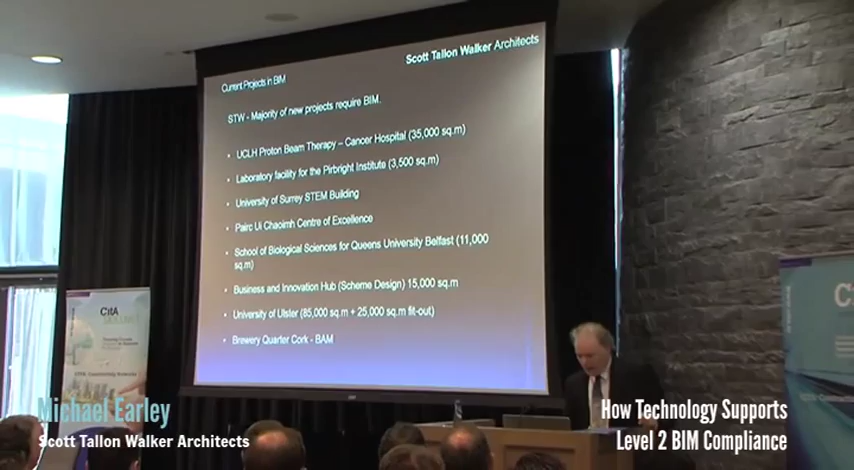 Scott Tallon Walker Architects
Current Projects in BIM
STW - Majority of new projects require BIM.
• UCLH Proton Beam Therapy – Cancer Hospital (35,000 sq.m)
• Laboratory facility for the Pirbright Institute (3,500 sq.m)
• University of Surrey STEM Building
• Pairc Ui Chaoimh Centre of Excellence
• School of Biological Sciences for Queens University Belfast (11,000
sq.m)
• Business and Innovation Hub (Scheme Design) 15,000 sq.m
• University of Ulster (85,000 sq.m + 25,000 sq.m fit-out)
• Brewery Quarter Cork - BAM
CitA
Michael Earley
Scott Tallon Walker Architects
How Technology Supports
Level 2 BIM Compliance